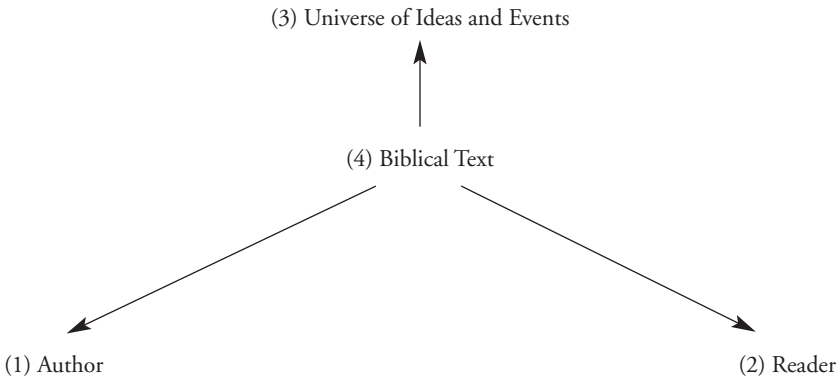 (3) Universe of Ideas and Events
(4) Biblical Text
(1) Author
(2) Reader